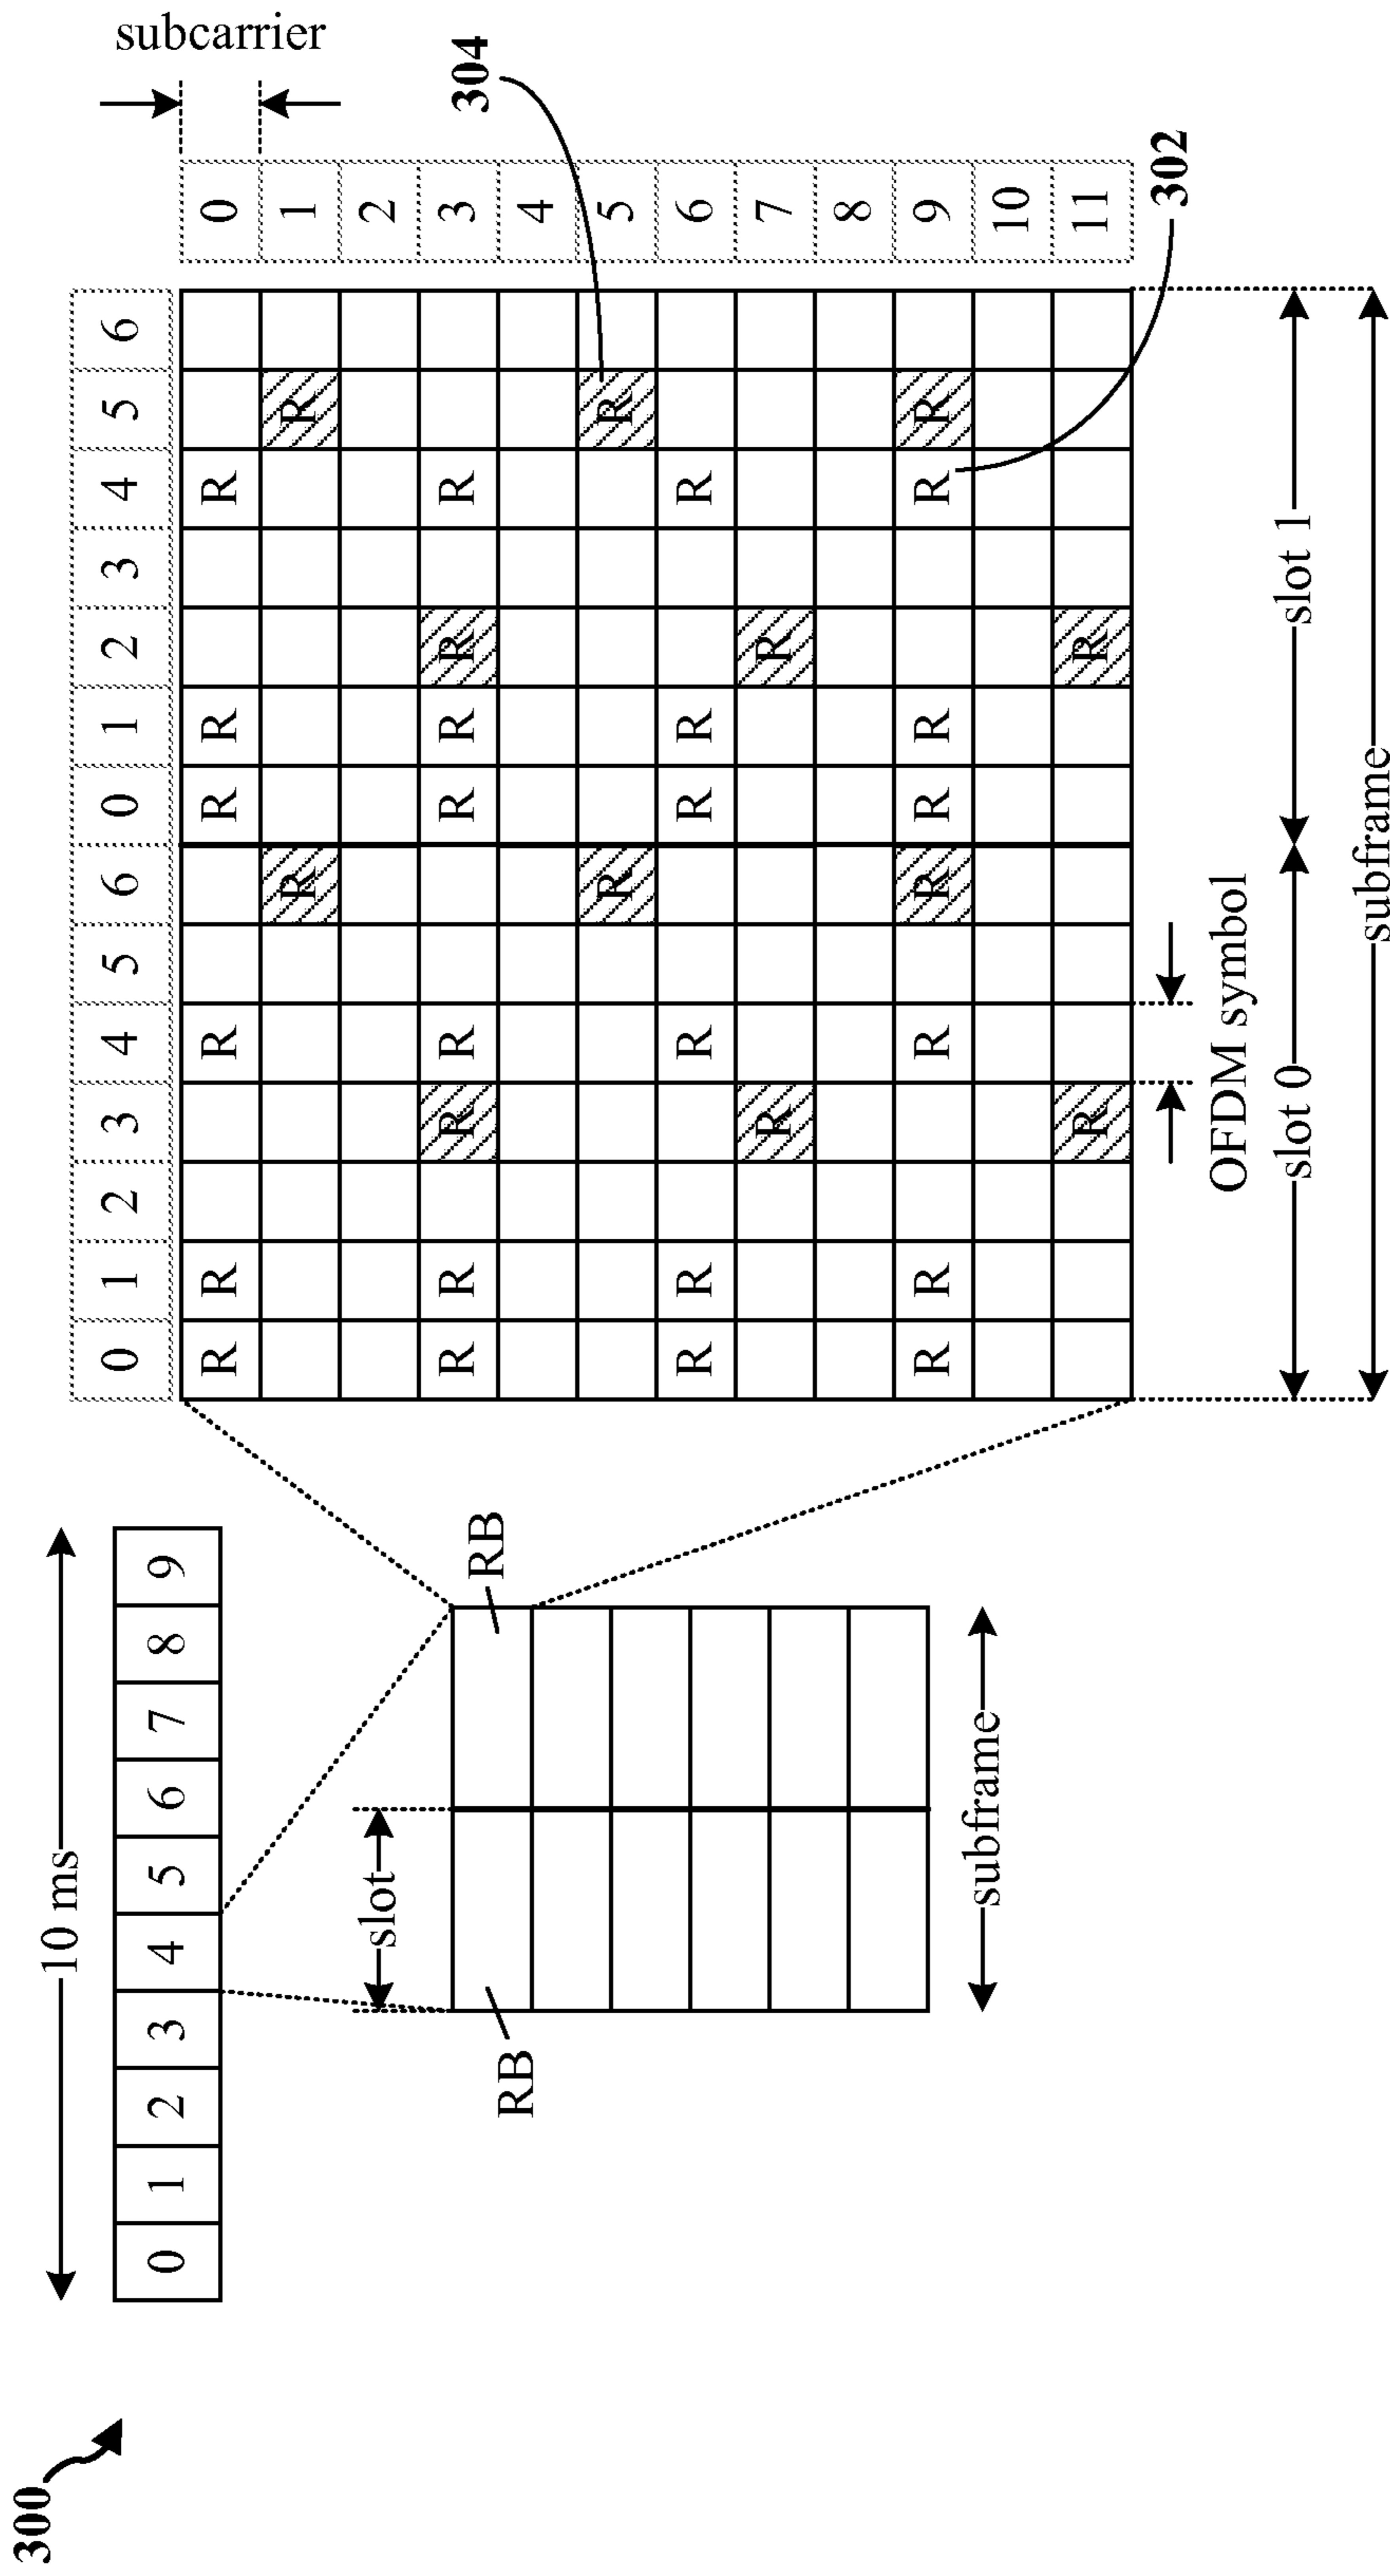 300
10 ms
0 1 2 3 4 5 6 7 8 9
slot
RB
RB
subframe
0 1 2 3 4 5 6 0 1 2 3 4 5 6
subcarrier
R R R R R R 0
R R 1
2
R R R R R R R R 3
304
4
R R 5
R R R R R R 6
R R 7
8
R R R R R R R R 9
10
R R 11
302
OFDM symbol
slot 0 slot 1
subframe